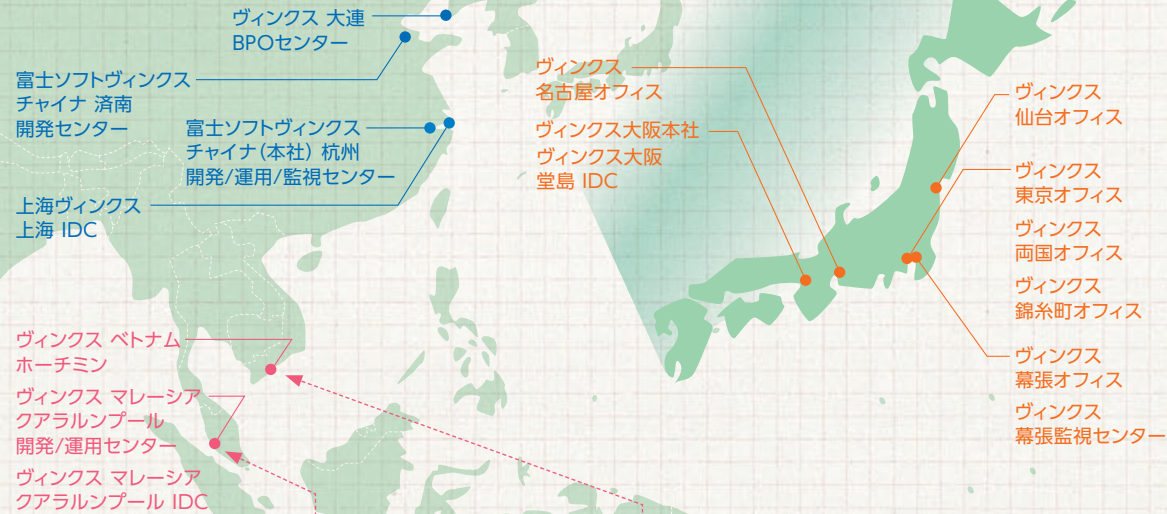 ヴィンクス 大連
BPOセンター
富士ソフトヴィンクス
チャイナ 済南
開発センター
富士ソフトヴィンクス
チャイナ(本社) 杭州
開発/運用/監視センター
上海ヴィンクス
上海 IDC
ヴィンクス ベトナム
ホーチミン
ヴィンクス マレーシア
クアラルンプール
開発/運用センター
ヴィンクス マレーシア
クアラルンプール IDC
ヴィンクス
名古屋オフィス
ヴィンクス大阪本社
ヴィンクス大阪
堂島 IDC
ヴィンクス
仙台オフィス
ヴィンクス
東京オフィス
ヴィンクス
両国オフィス
ヴィンクス
錦糸町オフィス
ヴィンクス
幕張オフィス
ヴィンクス
幕張監視センター